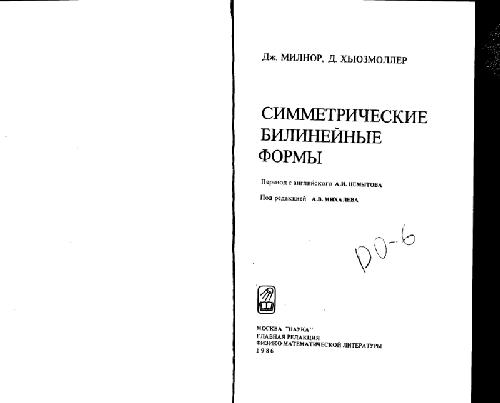 Дж. МИЛНОР, Д. ХЬЮЗМОЛЛЕР
СИММЕТРИЧЕСКИЕ
БИЛИНЕЙНЫЕ
ФОРМЫ
Перевод с английского А.И. НЕМЫТОВА
Под редакцией А.В. МИХАЛЕВА
DO-6
МОСКВА "НАУКА"
ГЛАВНАЯ РЕДАКЦИЯ
ФИЗИКО-МАТЕМАТИЧЕСКОЙ ЛИТЕРАТУРЫ
1986